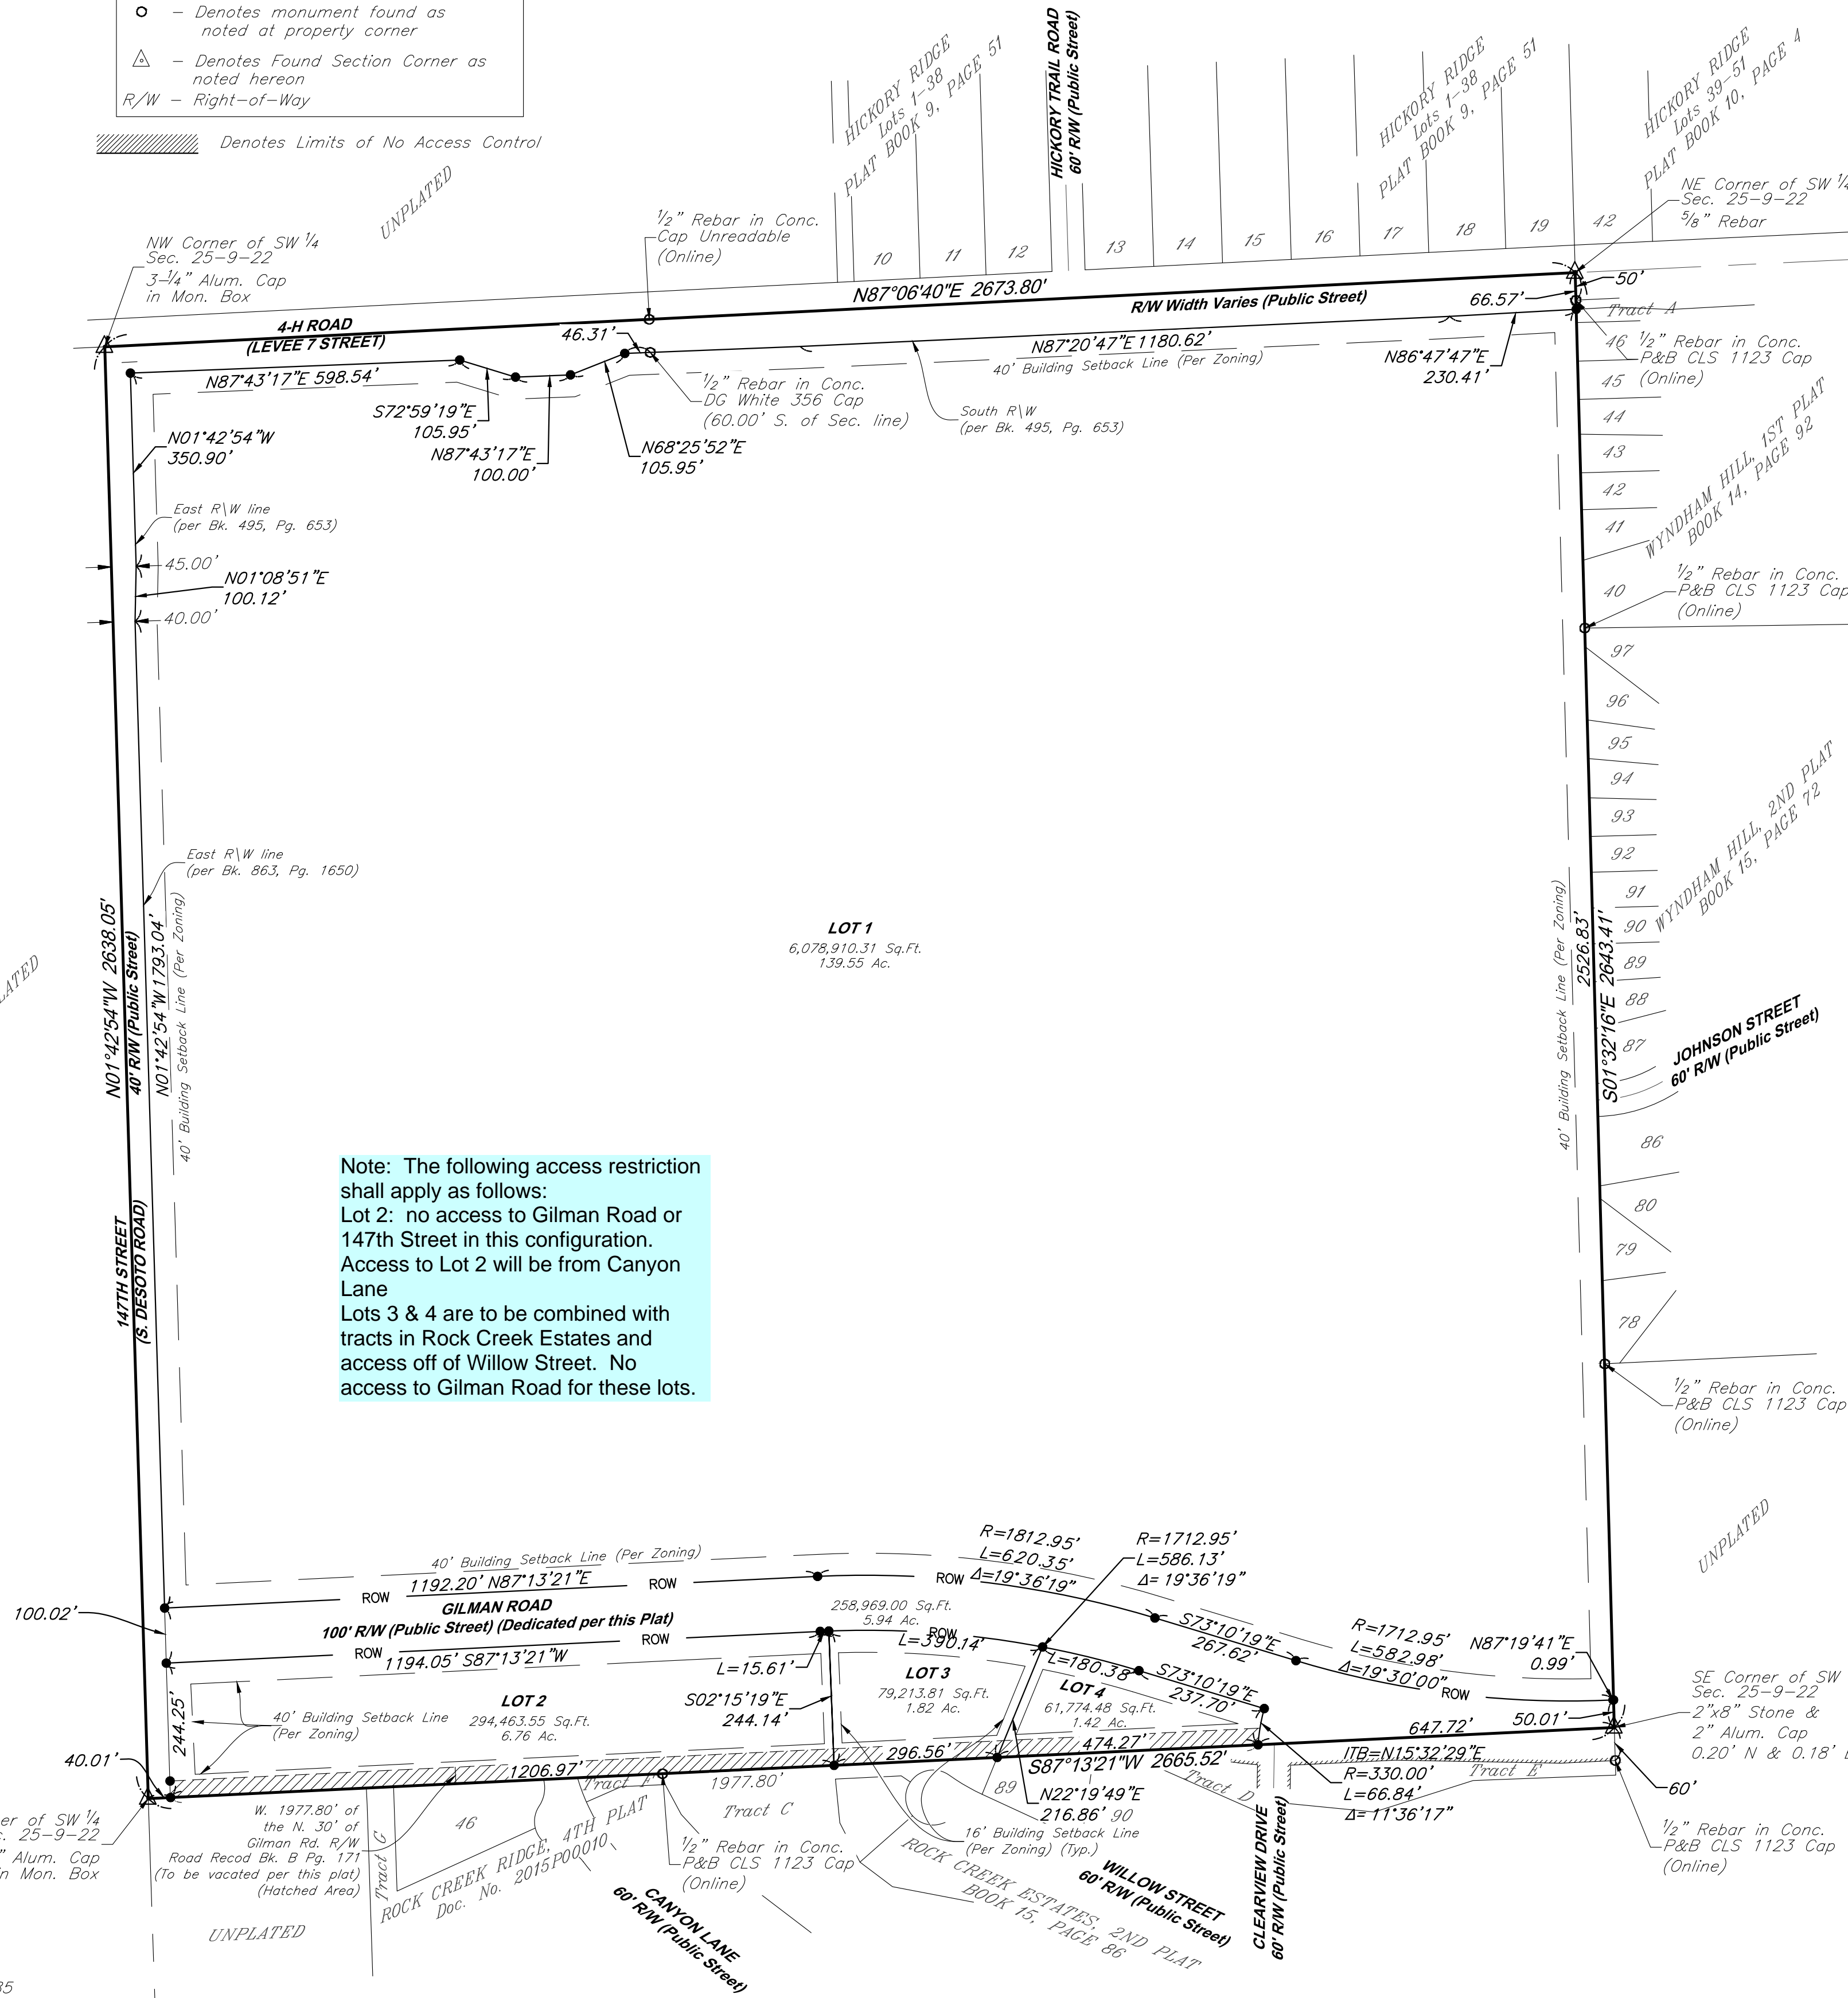 O – Denotes monument found as
noted at property corner
– Denotes Found Section Corner as
noted hereon
R/W – Right-of-Way
Denotes Limits of No Access Control
UNPLATED
HICKORY RIDGE
Lots 1-38
PLAT BOOK 9, PAGE 51
HICKORY TRAIL ROAD
60' R/W (Public Street)
HICKORY RIDGE
Lots 1-38
PLAT BOOK 9, PAGE 51
HICKORY RIDGE
Lots 39-51
PLAT BOOK 10, PAGE 4
NW Corner of SW ¼
Sec. 25-9-22
3-¼" Alum. Cap
in Mon. Box
½" Rebar in Conc.
Cap Unreadable
(Online)
10
11
12
13
14
15
16
17
18
19
42
NE Corner of SW ¼
Sec. 25-9-22
⅝" Rebar
N87°06'40"E 2673.80'
R/W Width Varies (Public Street)
66.57'
50'
Tract A
4-H ROAD
(LEVEE 7 STREET)
46.31'
N87°43'17"E 598.54'
S72°59'19"E
105.95'
N87°43'17"E
100.00'
N68°25'52"E
105.95'
½" Rebar in Conc.
DG White 356 Cap
(60.00' S. of Sec. line)
N87°20'47"E 1180.62'
40' Building Setback Line (Per Zoning)
South R\W
(per Bk. 495, Pg. 653)
N86°47'47"E
230.41'
46
½" Rebar in Conc.
P&B CLS 1123 Cap
(Online)
45
44
43
42
41
40
WYNDHAM HILL, 1ST PLAT
BOOK 14, PAGE 92
½" Rebar in Conc.
P&B CLS 1123 Cap
(Online)
N01°42'54"W
350.90'
East R\W line
(per Bk. 495, Pg. 653)
45.00'
N01°08'51"E
100.12'
40.00'
East R\W line
(per Bk. 863, Pg. 1650)
N01°42'54"W 2638.05'
40' R/W (Public Street)
N01°42'54"W 1793.04'
40' Building Setback Line (Per Zoning)
147TH STREET
(S. DESOTO ROAD)
LATED
LOT 1
6,078,910.31 Sq.Ft.
139.55 Ac.
97
96
95
94
93
92
91
90
89
88
87
86
80
79
78
WYNDHAM HILL, 2ND PLAT
BOOK 15, PAGE 72
40' Building Setback Line (Per Zoning)
2526.83'
S01°32'16"E 2643.41'
JOHNSON STREET
60' R/W (Public Street)
½" Rebar in Conc.
P&B CLS 1123 Cap
(Online)
UNPLATED
Note: The following access restriction
shall apply as follows:
Lot 2: no access to Gilman Road or
147th Street in this configuration.
Access to Lot 2 will be from Canyon
Lane
Lots 3 & 4 are to be combined with
tracts in Rock Creek Estates and
access off of Willow Street. No
access to Gilman Road for these lots.
40' Building Setback Line (Per Zoning)
1192.20' N87°13'21"E
ROW
ROW
ROW
100.02'
GILMAN ROAD
100' R/W (Public Street) (Dedicated per this Plat)
258,969.00 Sq.Ft.
5.94 Ac.
ROW
ROW
ROW
1194.05' S87°13'21"W
R=1812.95'
L=620.35'
Δ=19°36'19"
R=1712.95'
L=586.13'
Δ= 19°36'19"
L=390.14'
L=15.61'
L=180.38'
S73°10'19"E
267.62'
S73°10'19"E
237.70'
R=1712.95'
L=582.98'
Δ=19°30'00"
ROW
N87°19'41"E
0.99'
SE Corner of SW
Sec. 25-9-22
2"x8" Stone &
2" Alum. Cap
0.20' N & 0.18'
244.25'
40' Building Setback Line
(Per Zoning)
LOT 2
294,463.55 Sq.Ft.
6.76 Ac.
S02°15'19"E
244.14'
LOT 3
79,213.81 Sq.Ft.
1.82 Ac.
LOT 4
61,774.48 Sq.Ft.
1.42 Ac.
40.01'
1206.97'
296.56'
474.27'
647.72'
50.01'
S87°13'21"W 2665.52'
ITB=N15°32'29"E
R=330.00'
L=66.84'
Δ= 11°36'17"
Tract E
60'
½" Rebar in Conc.
P&B CLS 1123 Cap
(Online)
er of SW ¼
. 25-9-22
" Alum. Cap
n Mon. Box
W. 1977.80' of
the N. 30' of
Gilman Rd. R/W
Road Recod Bk. B Pg. 171
(To be vacated per this plat)
(Hatched Area)
Tract G
46
Tract F
1977.80'
Tract C
89
90
N22°19'49"E
216.86'
Tract D
16' Building Setback Line
(Per Zoning) (Typ.)
½" Rebar in Conc.
P&B CLS 1123 Cap
(Online)
ROCK CREEK RIDGE, 4TH PLAT
Doc. No. 2015P00010
ROCK CREEK ESTATES, 2ND PLAT
BOOK 15, PAGE 86
CANYON LANE
60' R/W (Public Street)
WILLOW STREET
60' R/W (Public Street)
CLEARVIEW DRIVE
60' R/W (Public Street)
UNPLATED
35